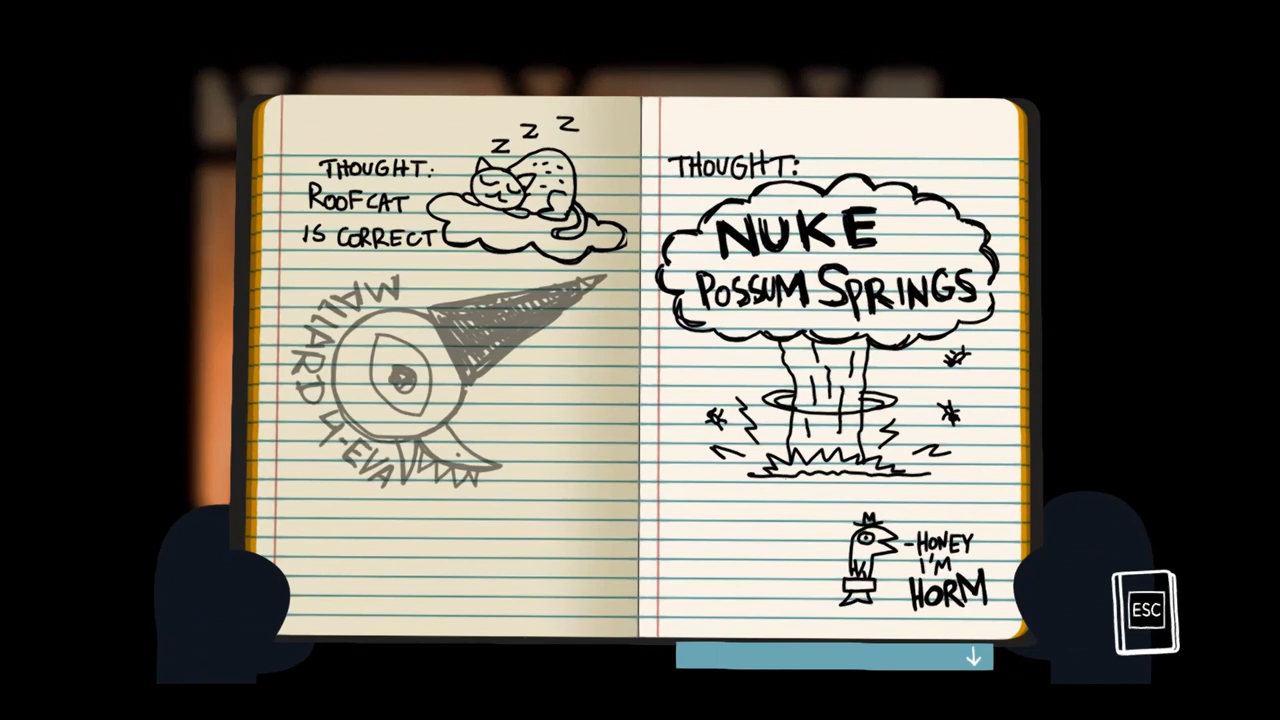 Z Z Z
THOUGHT:
ROOFCAT
IS CORRECT
MALLARD 4-EVA
THOUGHT:
NUKE
POSSUM SPRINGS
-HONEY
I'M
HORM
ESC